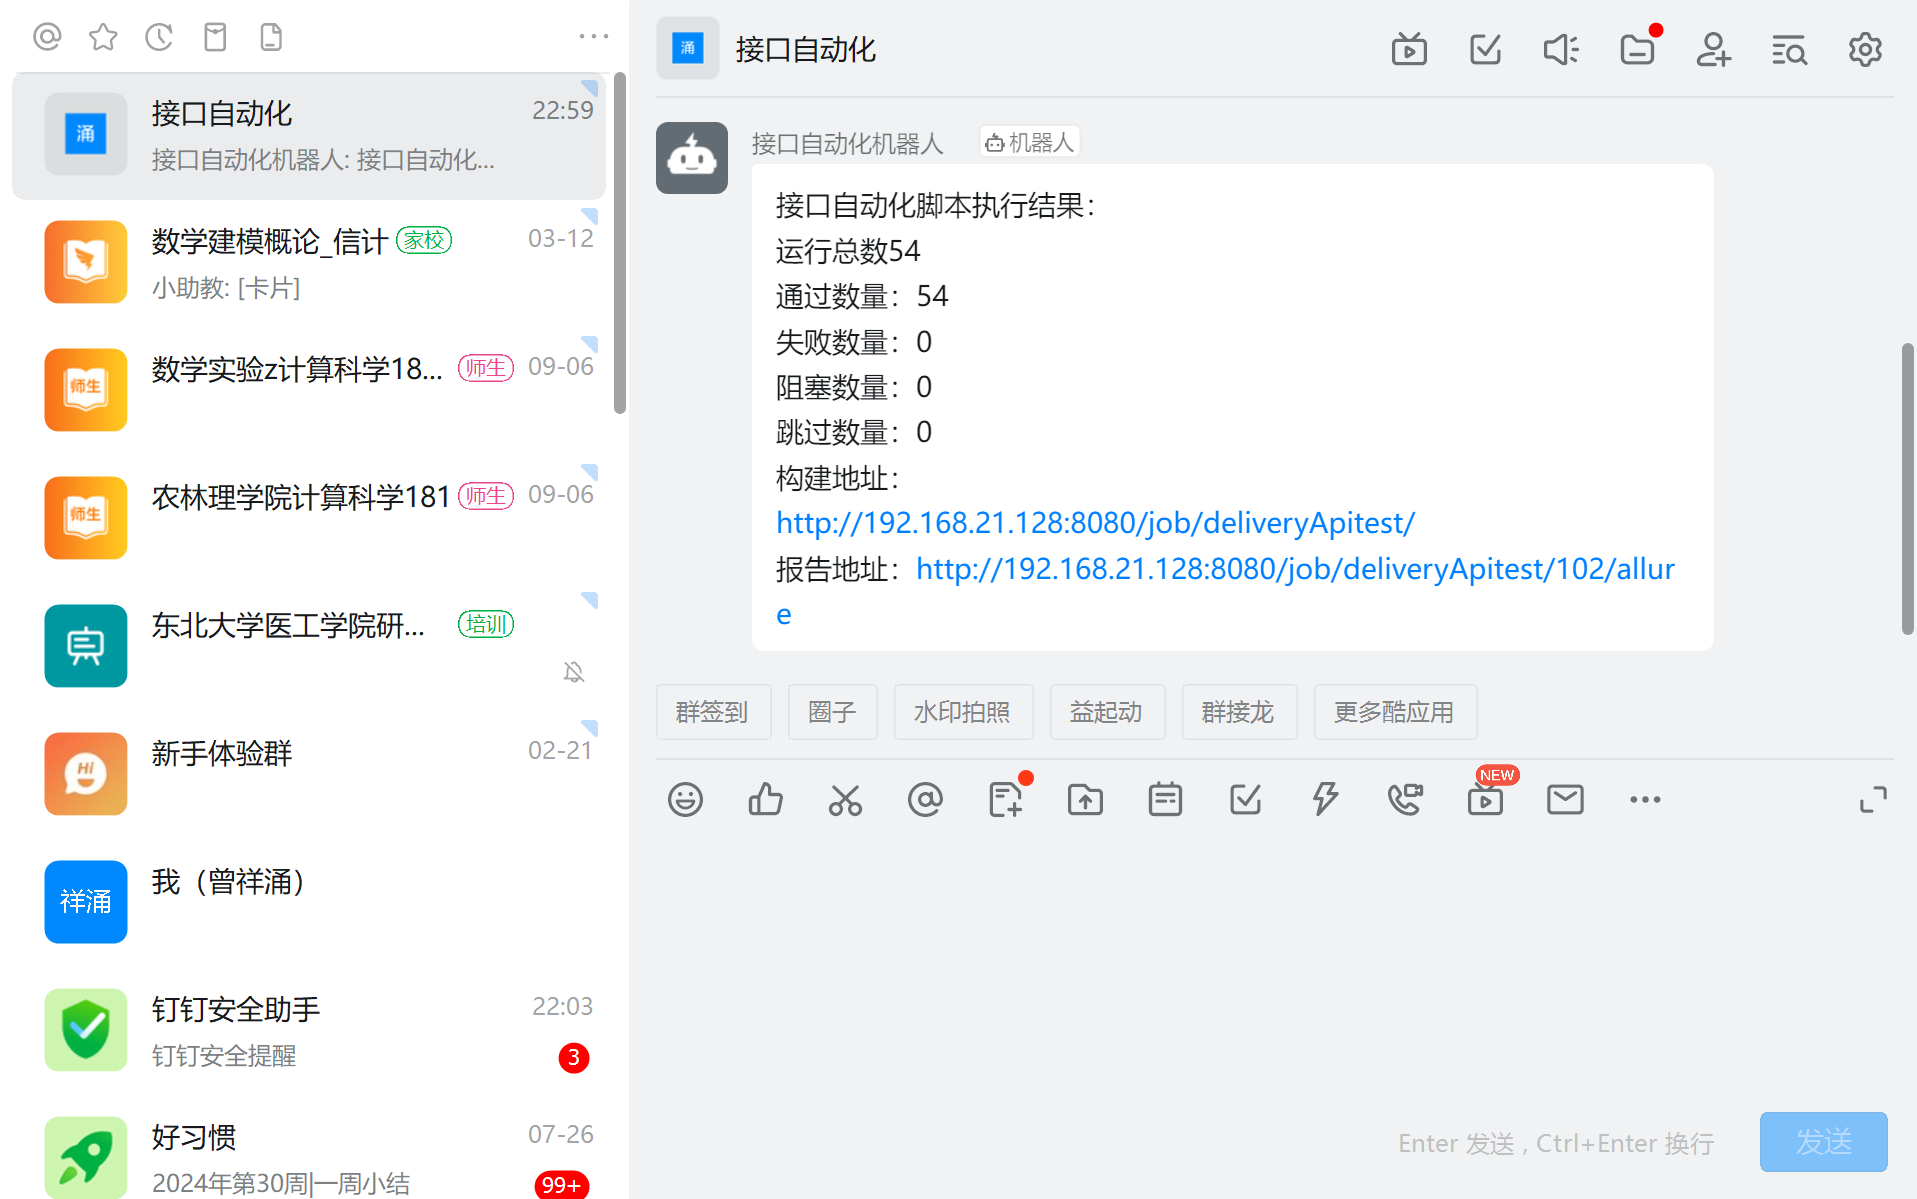 涌
接口自动化
22:59
接口自动化机器人: 接口自动化...
数学建模概论_信计
家校
03-12
小助教: [卡片]
师生
数学实验z计算科学18...
师生
09-06
师生
农林理学院计算科学181
师生
09-06
东北大学医工学院研...
培训
Hi
新手体验群
02-21
祥涌
我（曾祥涌）
钉钉安全助手
22:03
钉钉安全提醒
3
好习惯
07-26
2024年第30周|一周小结
99+
涌
接口自动化
接口自动化机器人
机器人
接口自动化脚本执行结果：
运行总数54
通过数量：54
失败数量：0
阻塞数量：0
跳过数量：0
构建地址：
http://192.168.21.128:8080/job/deliveryApitest/
报告地址：http://192.168.21.128:8080/job/deliveryApitest/102/allur
e
群签到
圈子
水印拍照
益起动
群接龙
更多酷应用
NEW
Enter 发送 , Ctrl+Enter 换行
发送